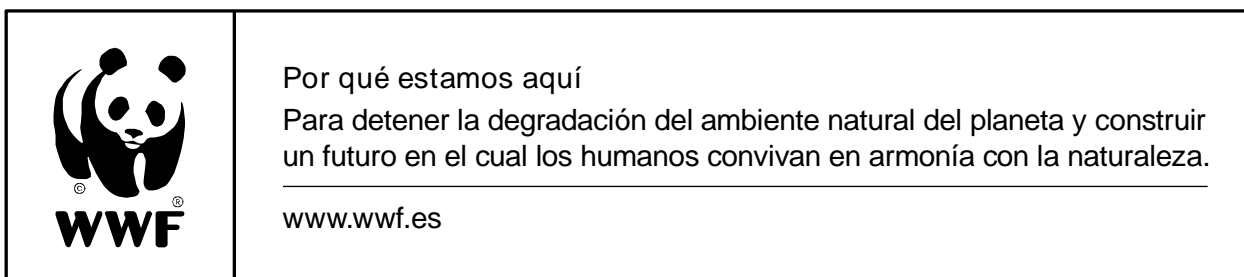 Por qué estamos aquí
Para detener la degradación del ambiente natural del planeta y construir
un futuro en el cual los humanos convivan en armonía con la naturaleza.
www.wwf.es
©
®
WWF